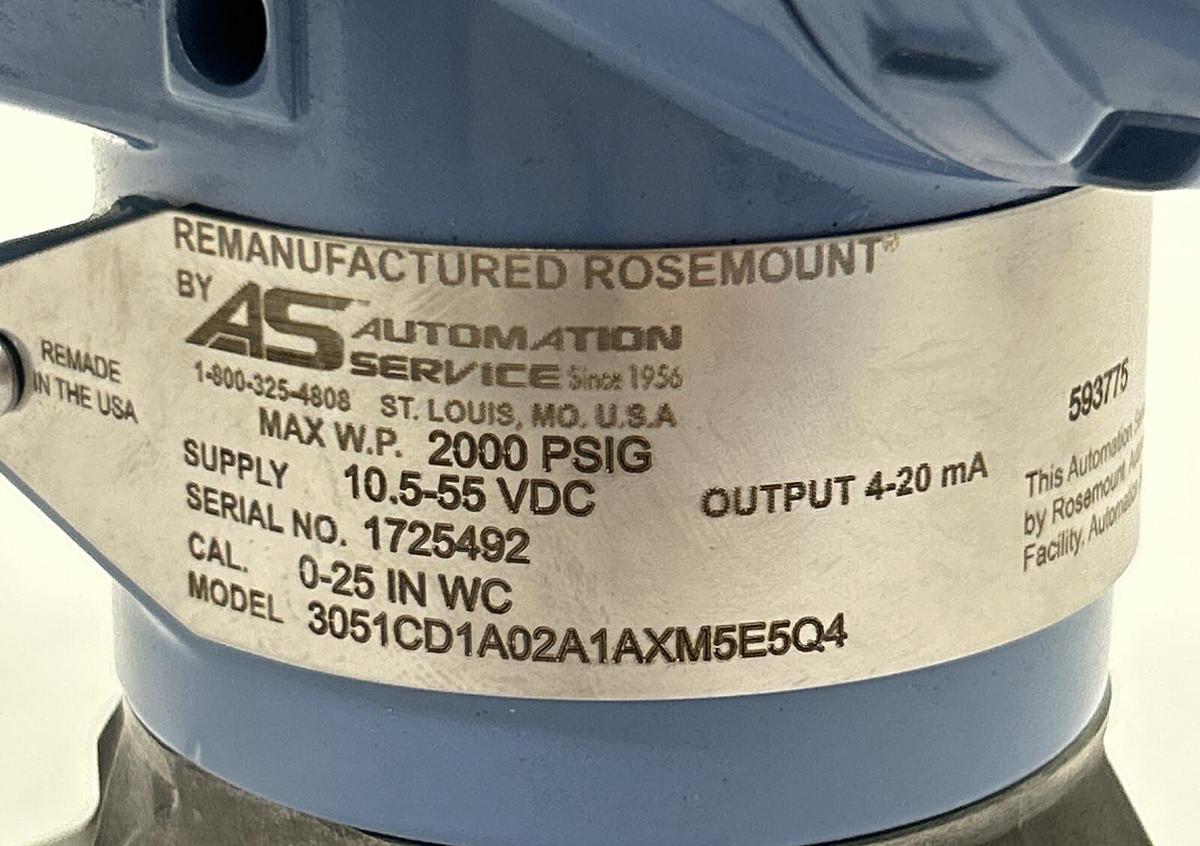 REMANUFACTURED ROSEMOUNT®
BY AS AUTOMATION
SERVICE Since 1956
1-800-325-4808 ST. LOUIS, MO. U.S.A
REMADE
IN THE USA
MAX W.P. 2000 PSIG
SUPPLY 10.5-55 VDC OUTPUT 4-20 mA
SERIAL NO. 1725492
CAL. 0-25 IN WC
MODEL 3051CD1A02A1AXM5E5Q4
593775
This Automation
by Rosemount,
Facility, Automation